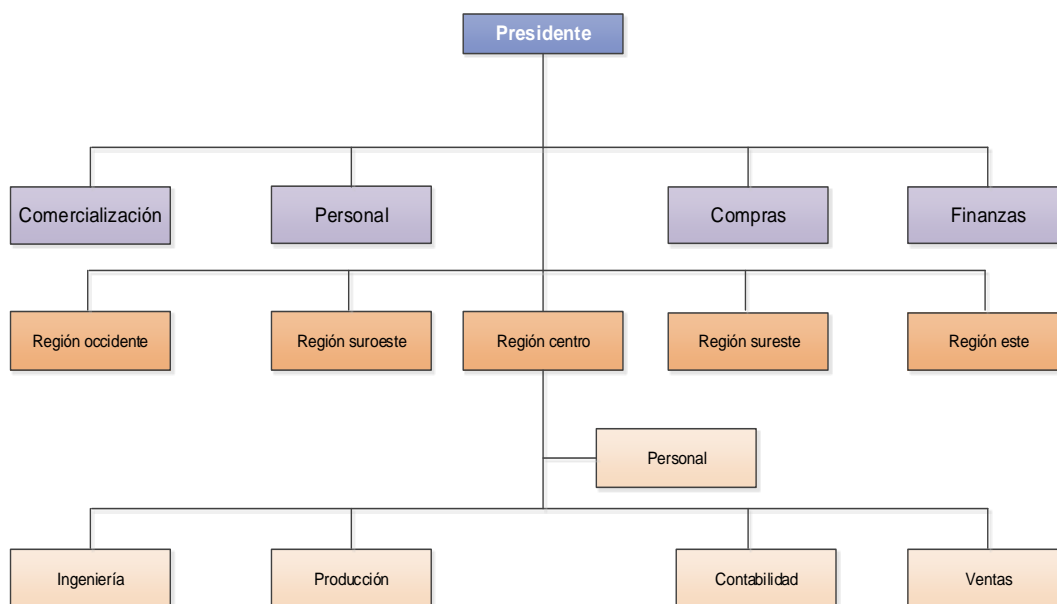 Presidente
Comercialización
Personal
Compras
Finanzas
Región occidente
Región suroeste
Región centro
Región sureste
Región este
Personal
Ingeniería
Producción
Contabilidad
Ventas